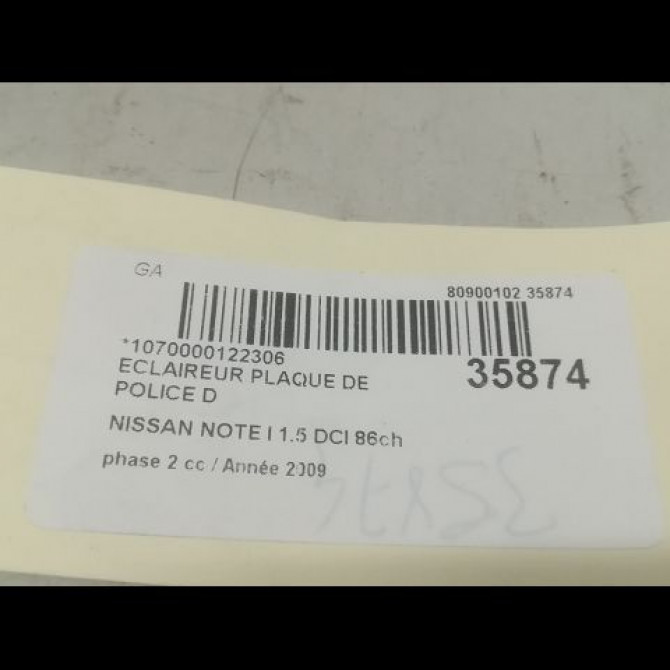 GA
80900102 35874
*1070000122306
35874
ECLAIREUR PLAQUE DE
POLICE D
NISSAN NOTE I 1.5 DCI 86ch
phase 2 cc / Année 2009
35874